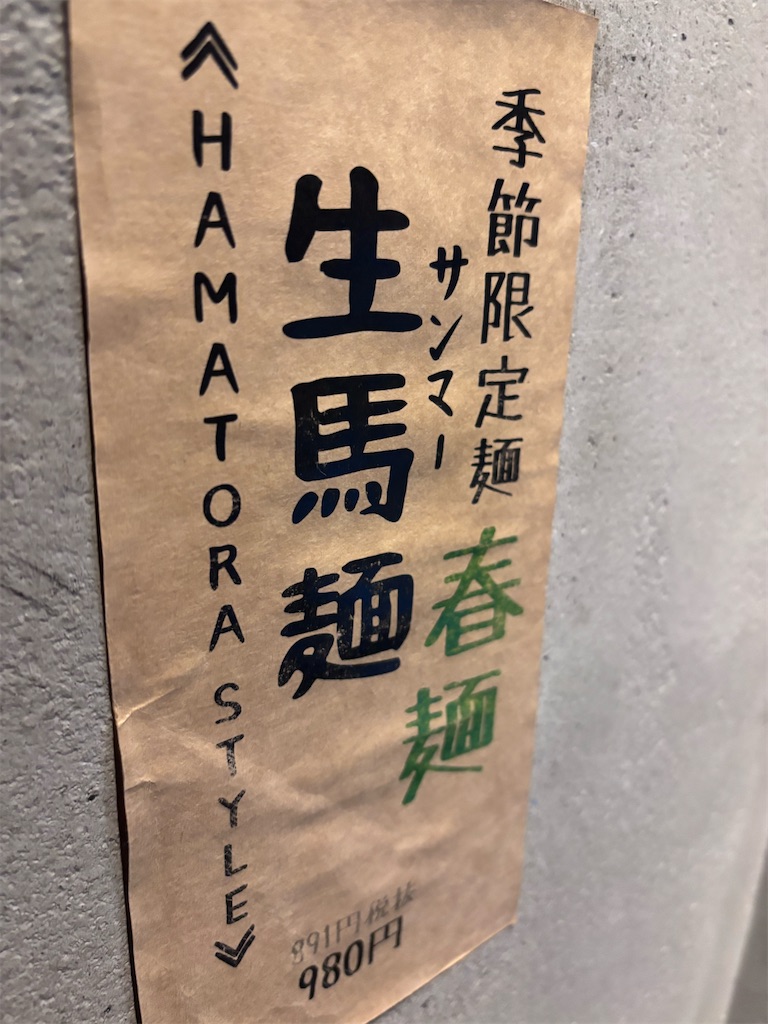 季節限定麺
春麺
サンマー
生馬麺
《HAMATORA STYLE》
891円税抜
980円